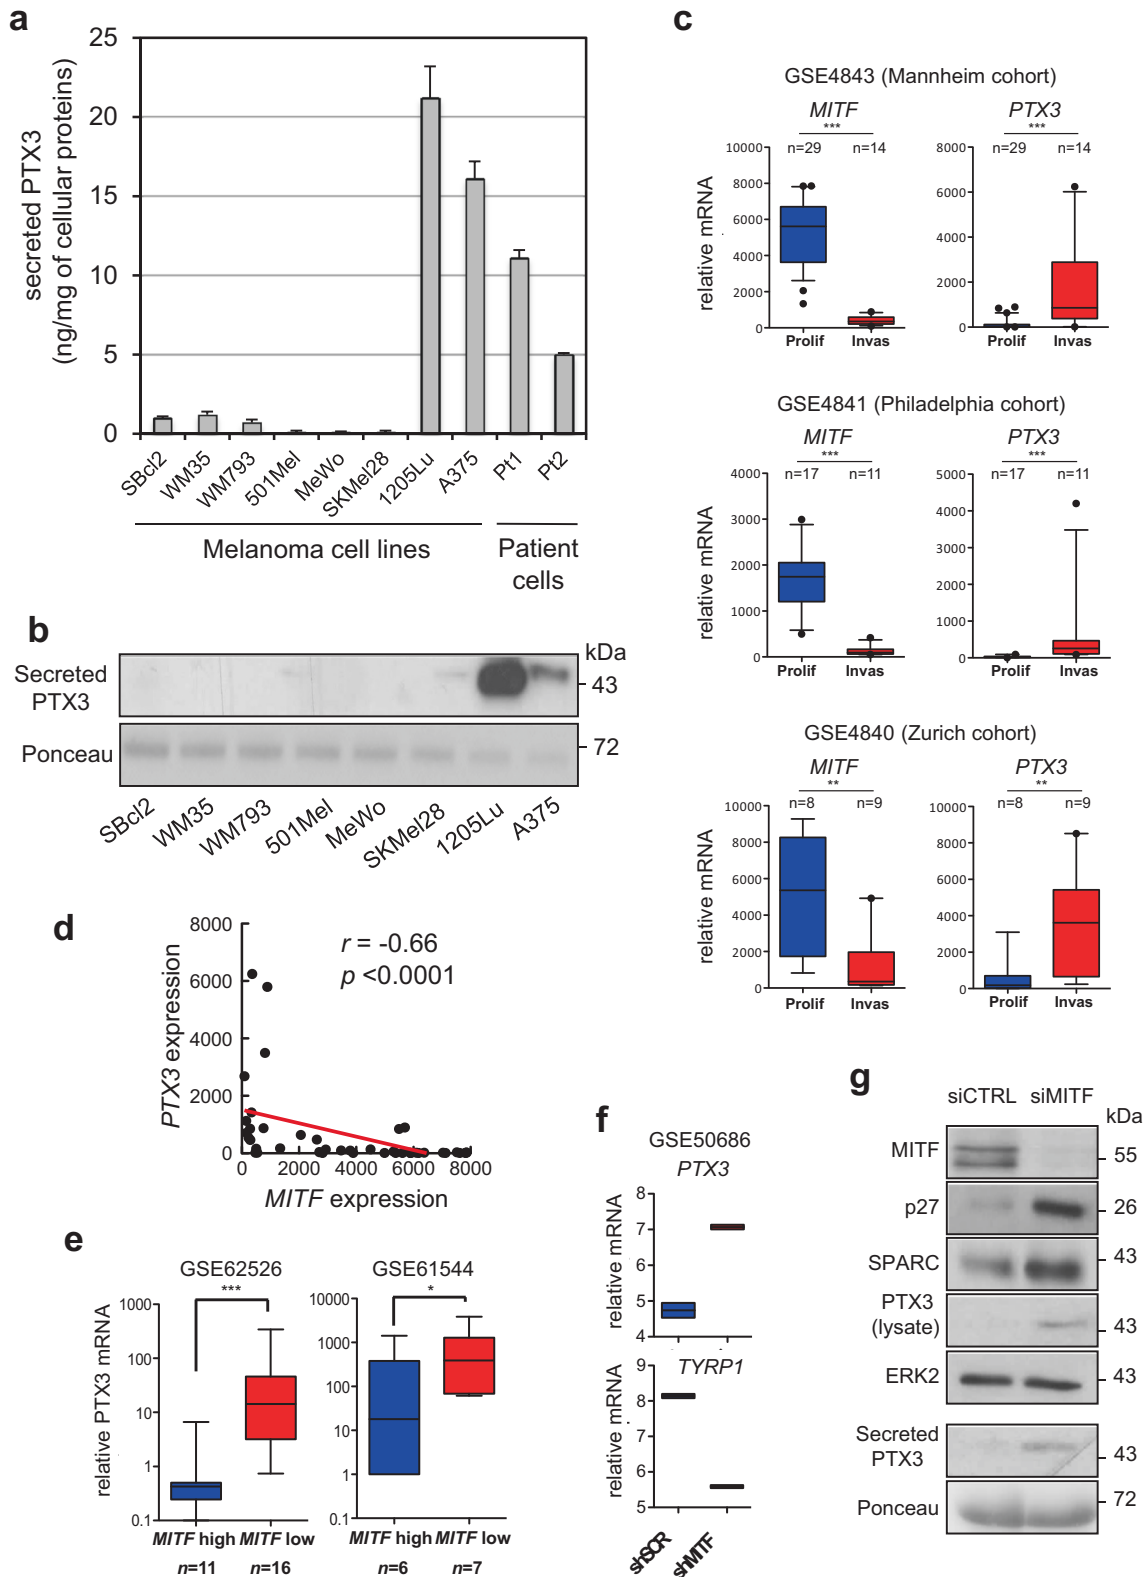 a
secreted PTX3
(ng/mg of cellular proteins)
25
20
15
10
5
0
SBcl2
WM35
WM793
501Mel
MeWo
SKMel28
1205Lu
A375
Pt1
Pt2
Melanoma cell lines
Patient
cells
b
Secreted
PTX3
Ponceau
kDa
43
72
SBcl2
WM35
WM793
501Mel
MeWo
SKMel28
1205Lu
A375
c
GSE4843 (Mannheim cohort)
MITF
***
n=29 n=14
relative mRNA
10000
8000
6000
4000
2000
0
Prolif Invas
PTX3
***
n=29 n=14
8000
6000
4000
2000
0
Prolif Invas
GSE4841 (Philadelphia cohort)
MITF
***
n=17 n=11
relative mRNA
4000
3000
2000
1000
0
Prolif Invas
PTX3
***
n=17 n=11
5000
4000
3000
2000
1000
0
Prolif Invas
GSE4840 (Zurich cohort)
MITF
**
n=8 n=9
relative mRNA
10000
8000
6000
4000
2000
0
Prolif Invas
PTX3
**
n=8 n=9
10000
8000
6000
4000
2000
0
Prolif Invas
d
PTX3 expression
8000
6000
4000
2000
0
r = -0.66
p <0.0001
0 2000 4000 6000 8000
MITF expression
e
relative PTX3 mRNA
GSE62526
***
1000
100
10
1
0.1
MITF high MITF low
n=11 n=16
GSE61544
*
10000
1000
100
10
1
0.1
MITF high MITF low
n=6 n=7
f
GSE50686
PTX3
relative mRNA
8
7
6
5
4
TYRP1
relative mRNA
9
8
7
6
5
shSCR
shMITF
g
siCTRL siMITF
kDa
MITF
55
p27
26
SPARC
43
PTX3
(lysate)
43
ERK2
43
Secreted
PTX3
43
Ponceau
72